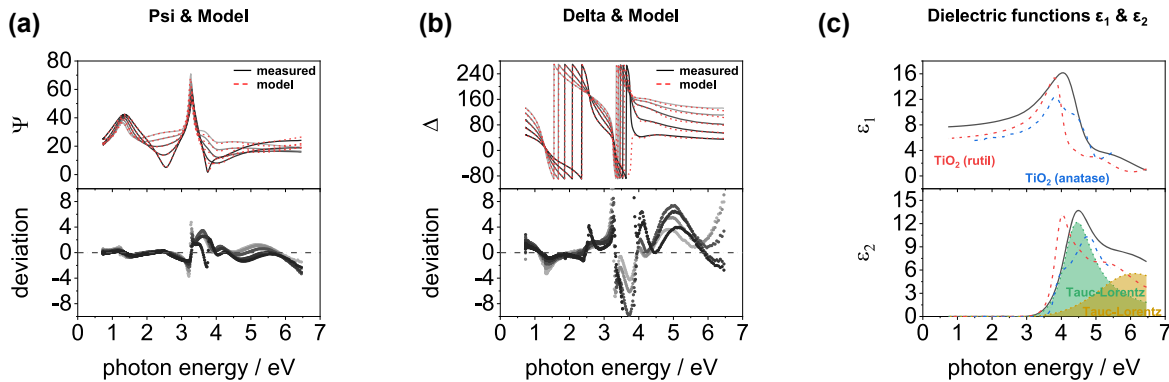 Psi & Model
Delta & Model
Dielectric functions ε₁ & ε₂
(a)
(b)
(c)
80
60
40
20
0
Ψ
measured
model
8
4
0
-4
-8
deviation
0 1 2 3 4 5 6 7
photon energy / eV
240
160
80
0
-80
Δ
measured
model
8
4
0
-4
-8
deviation
0 1 2 3 4 5 6 7
photon energy / eV
16
12
8
4
0
ε₁
TiO₂ (rutil)
TiO₂ (anatase)
12
9
6
3
0
ε₂
Tauc-Lorentz
Tauc-Lorentz
0 1 2 3 4 5 6 7
photon energy / eV